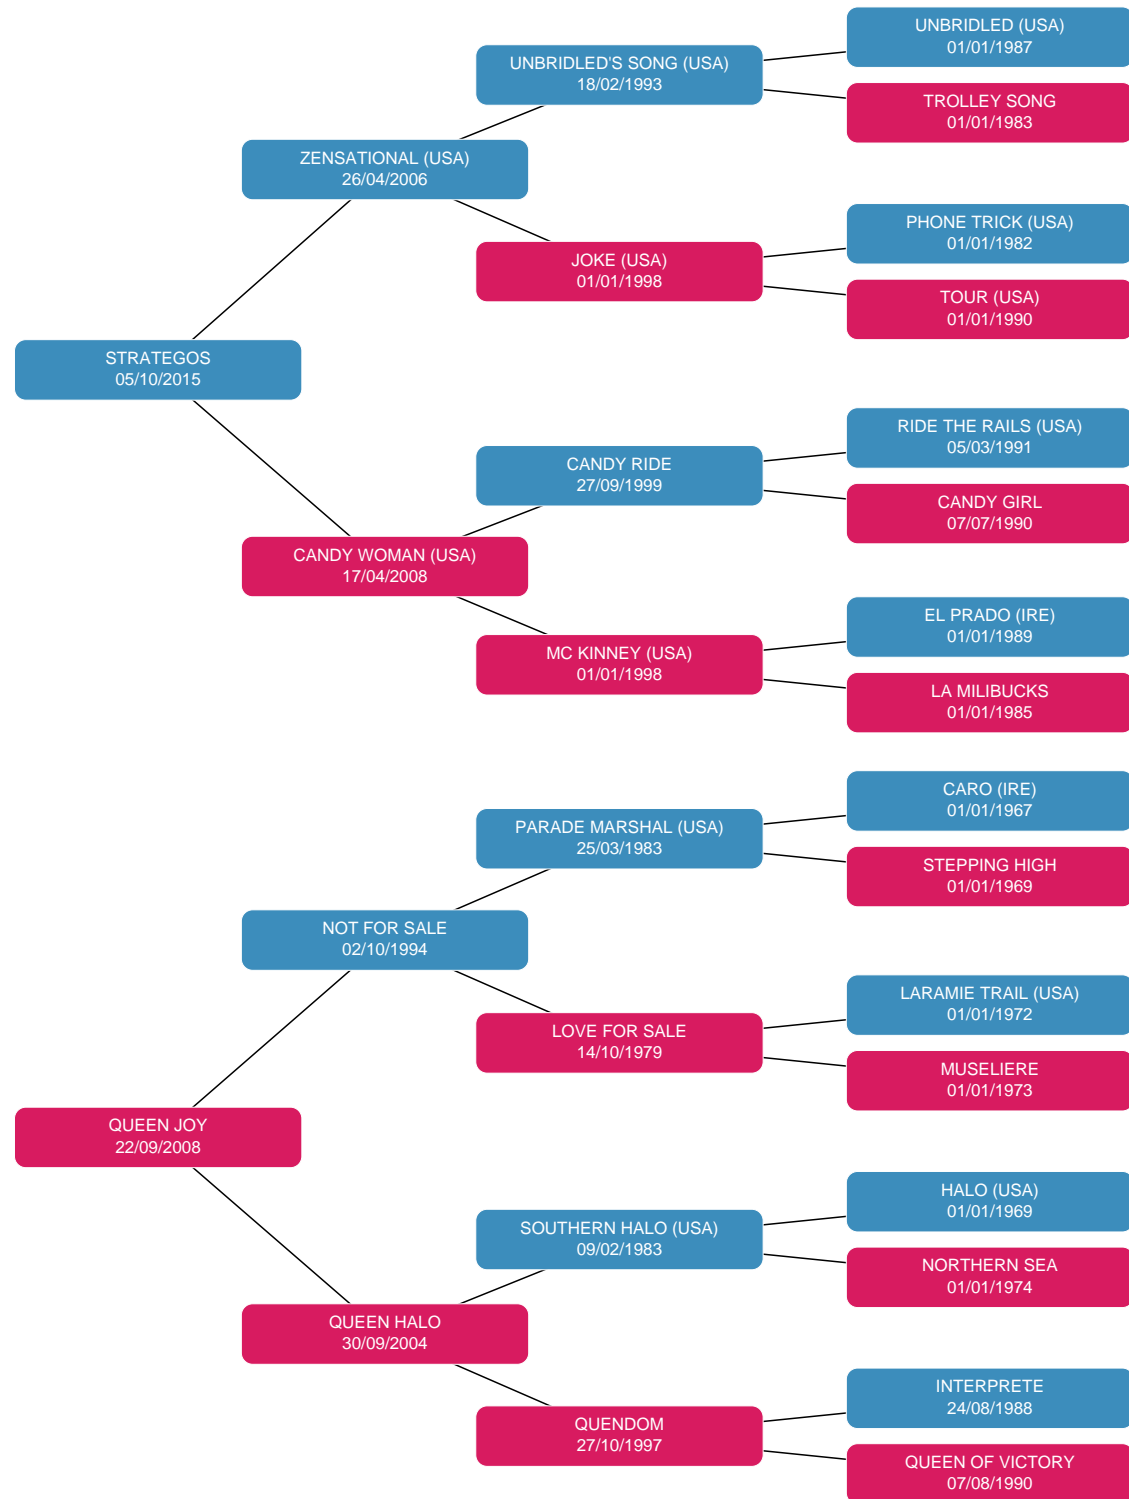 UNBRIDLED (USA)
01/01/1987
UNBRIDLED'S SONG (USA)
18/02/1993
TROLLEY SONG
01/01/1983
ZENSATIONAL (USA)
26/04/2006
PHONE TRICK (USA)
01/01/1982
JOKE (USA)
01/01/1998
TOUR (USA)
01/01/1990
STRATEGOS
05/10/2015
RIDE THE RAILS (USA)
05/03/1991
CANDY RIDE
27/09/1999
CANDY GIRL
07/07/1990
CANDY WOMAN (USA)
17/04/2008
EL PRADO (IRE)
01/01/1989
MC KINNEY (USA)
01/01/1998
LA MILIBUCKS
01/01/1985
CARO (IRE)
01/01/1967
PARADE MARSHAL (USA)
25/03/1983
STEPPING HIGH
01/01/1969
NOT FOR SALE
02/10/1994
LARAMIE TRAIL (USA)
01/01/1972
LOVE FOR SALE
14/10/1979
MUSELIERE
01/01/1973
QUEEN JOY
22/09/2008
HALO (USA)
01/01/1969
SOUTHERN HALO (USA)
09/02/1983
NORTHERN SEA
01/01/1974
QUEEN HALO
30/09/2004
INTERPRETE
24/08/1988
QUENDOM
27/10/1997
QUEEN OF VICTORY
07/08/1990